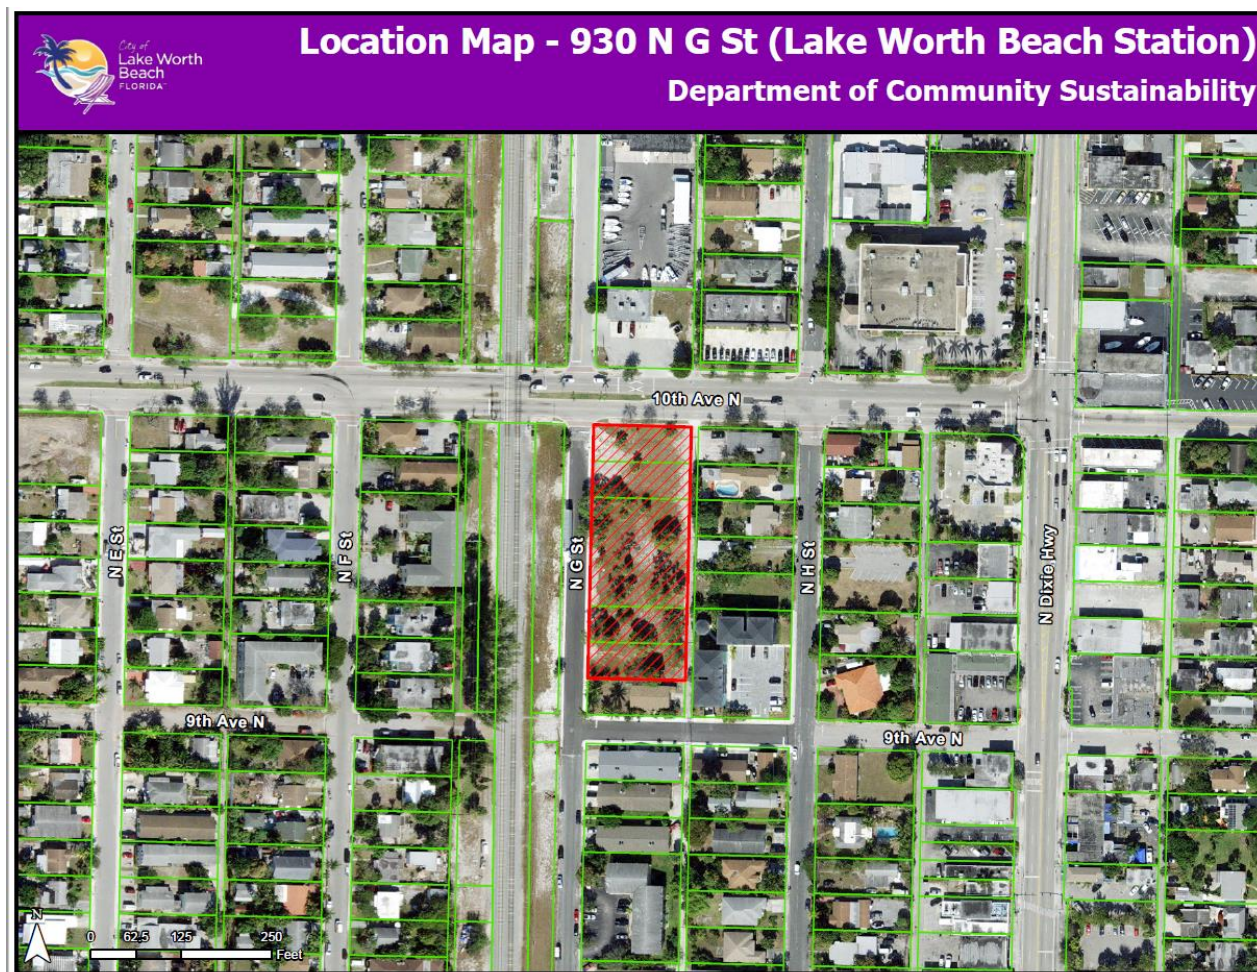 City of
Lake Worth
Beach
FLORIDA
Location Map - 930 N G St (Lake Worth Beach Station)
Department of Community Sustainability
10th Ave N
N E St
N F St
N G St
N H St
N Dixie Hwy
9th Ave N
9th Ave N
N
0 62.5 125 250
Feet